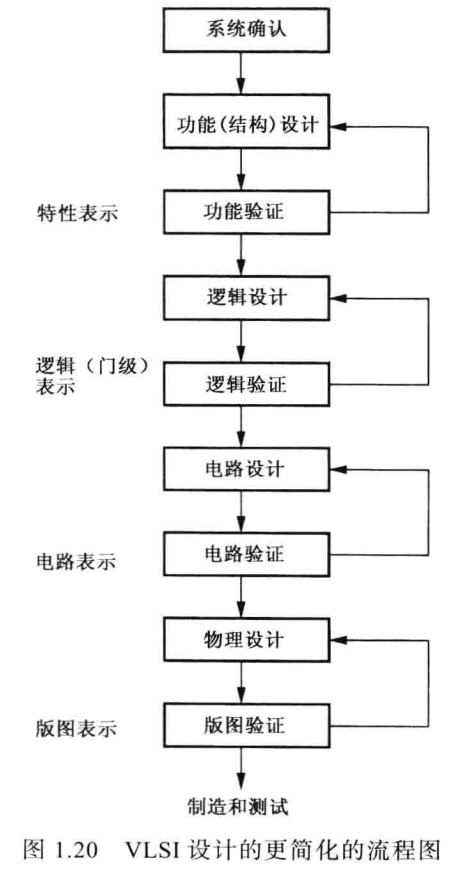 系统确认
功能(结构)设计
特性表示
功能验证
逻辑设计
逻辑（门级）
表示
逻辑验证
电路设计
电路表示
电路验证
物理设计
版图表示
版图验证
制造和测试
图 1.20 VLSI 设计的更简化的流程图